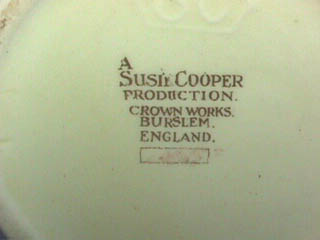 A
SUSIE COOPER
PRODUCTION.
CROWN WORKS.
BURSLEM.
ENGLAND.